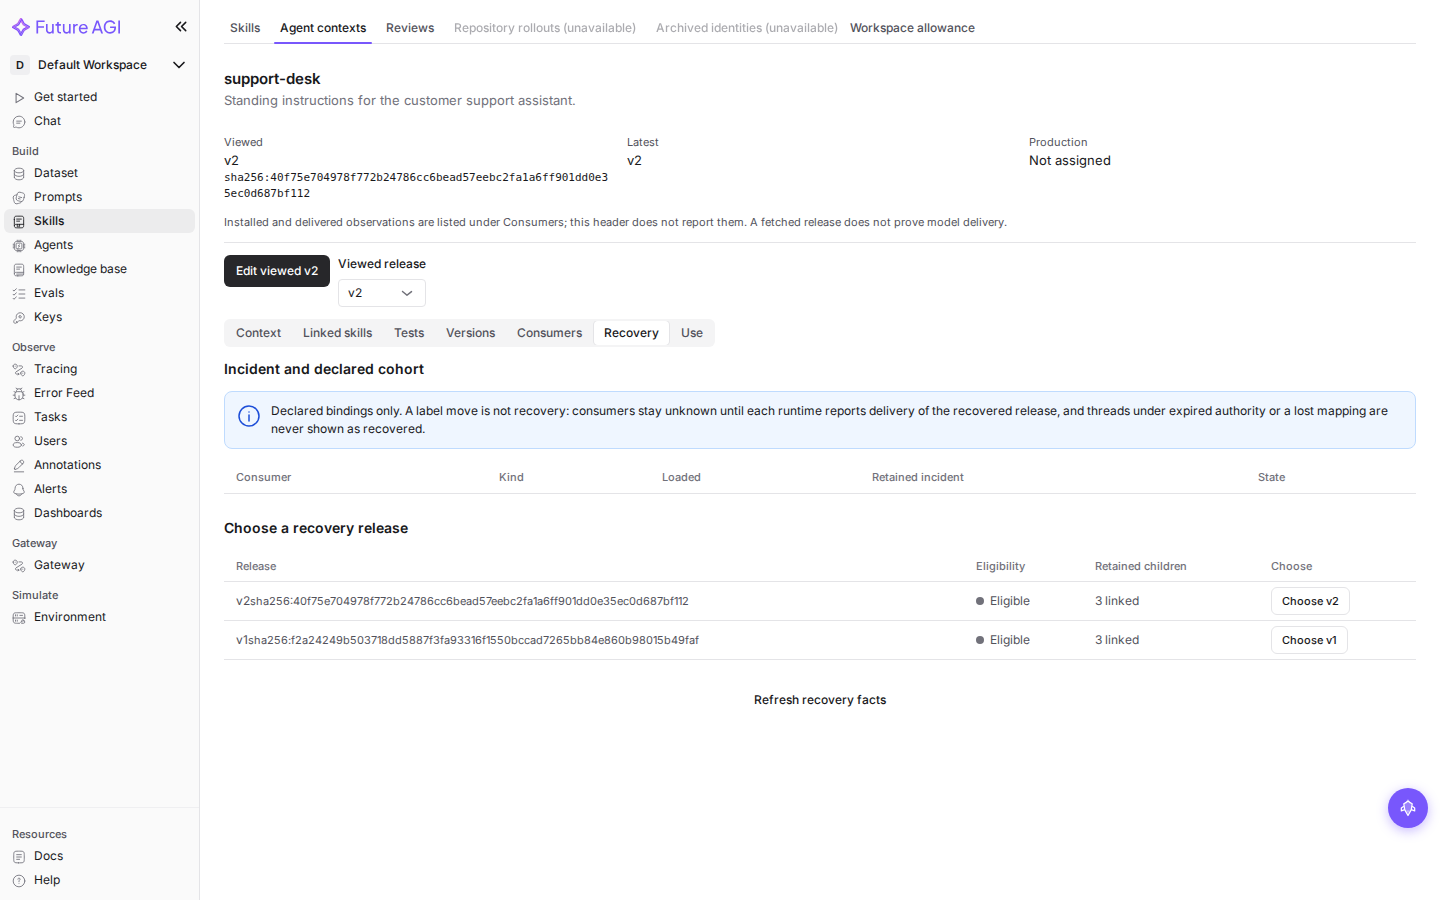 Future AGI
D Default Workspace
Get started
Chat
Build
Dataset
Prompts
Skills
Agents
Knowledge base
Evals
Keys
Observe
Tracing
Error Feed
Tasks
Users
Annotations
Alerts
Dashboards
Gateway
Gateway
Simulate
Environment
Resources
Docs
Help
Skills Agent contexts Reviews Repository rollouts (unavailable) Archived identities (unavailable) Workspace allowance
support-desk
Standing instructions for the customer support assistant.
Viewed Latest Production
v2 v2 Not assigned
sha256:40f75e704978f772b24786cc6bead57eebc2fa1a6ff901dd0e3
5ec0d687bf112
Installed and delivered observations are listed under Consumers; this header does not report them. A fetched release does not prove model delivery.
Edit viewed v2 Viewed release
v2
Context Linked skills Tests Versions Consumers Recovery Use
Incident and declared cohort
Declared bindings only. A label move is not recovery: consumers stay unknown until each runtime reports delivery of the recovered release, and threads under expired authority or a lost mapping are
never shown as recovered.
Consumer Kind Loaded Retained incident State
Choose a recovery release
Release Eligibility Retained children Choose
v2sha256:40f75e704978f772b24786cc6bead57eebc2fa1a6ff901dd0e35ec0d687bf112 Eligible 3 linked Choose v2
v1sha256:f2a24249b503718dd5887f3fa93316f1550bccad7265bb84e860b98015b49faf Eligible 3 linked Choose v1
Refresh recovery facts